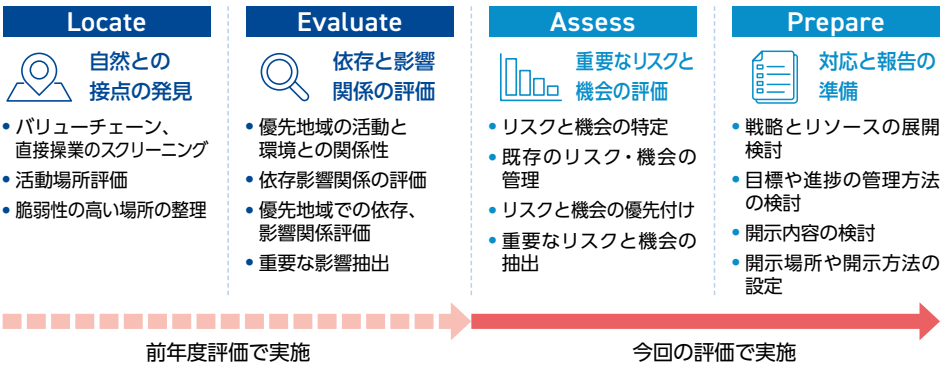 Locate
自然との
接点の発見
• バリューチェーン、
直接操業のスクリーニング
• 活動場所評価
• 脆弱性の高い場所の整理
Evaluate
依存と影響
関係の評価
• 優先地域の活動と
環境との関係性
• 依存影響関係の評価
• 優先地域での依存、
影響関係評価
• 重要な影響抽出
Assess
重要なリスクと
機会の評価
• リスクと機会の特定
• 既存のリスク・機会の
管理
• リスクと機会の優先付け
• 重要なリスクと機会の
抽出
Prepare
対応と報告の
準備
• 戦略とリソースの展開
検討
• 目標や進捗の管理方法
の検討
• 開示内容の検討
• 開示場所や開示方法の
設定
前年度評価で実施
今回の評価で実施